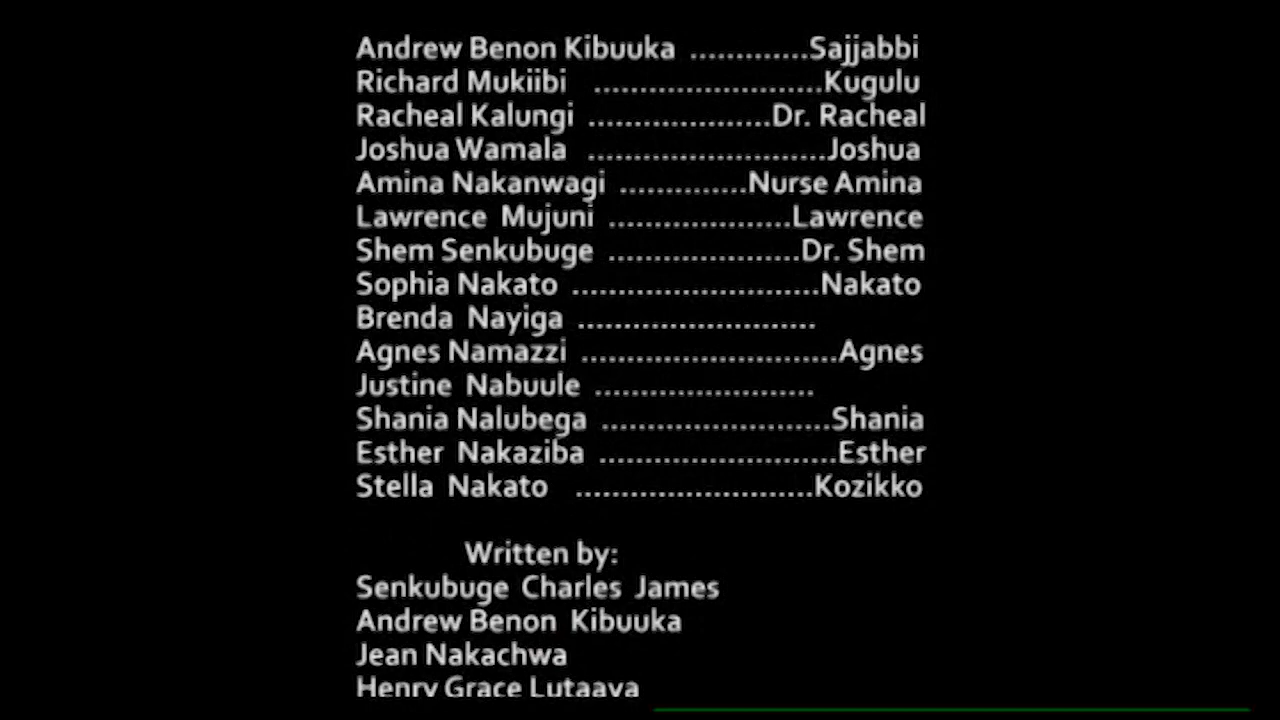 Andrew Benon Kibuuka .............Sajjabbi
Richard Mukiibi .........................Kugulu
Racheal Kalungi ....................Dr. Racheal
Joshua Wamala ..........................Joshua
Amina Nakanwagi ..............Nurse Amina
Lawrence Mujuni ....................Lawrence
Shem Senkubuge .....................Dr. Shem
Sophia Nakato ...........................Nakato
Brenda Nayiga ..........................
Agnes Namazzi ............................Agnes
Justine Nabuule ........................
Shania Nalubega .........................Shania
Esther Nakaziba ..........................Esther
Stella Nakato ..........................Kozikko
Written by:
Senkubuge Charles James
Andrew Benon Kibuuka
Jean Nakachwa
Henry Grace Lutaaya